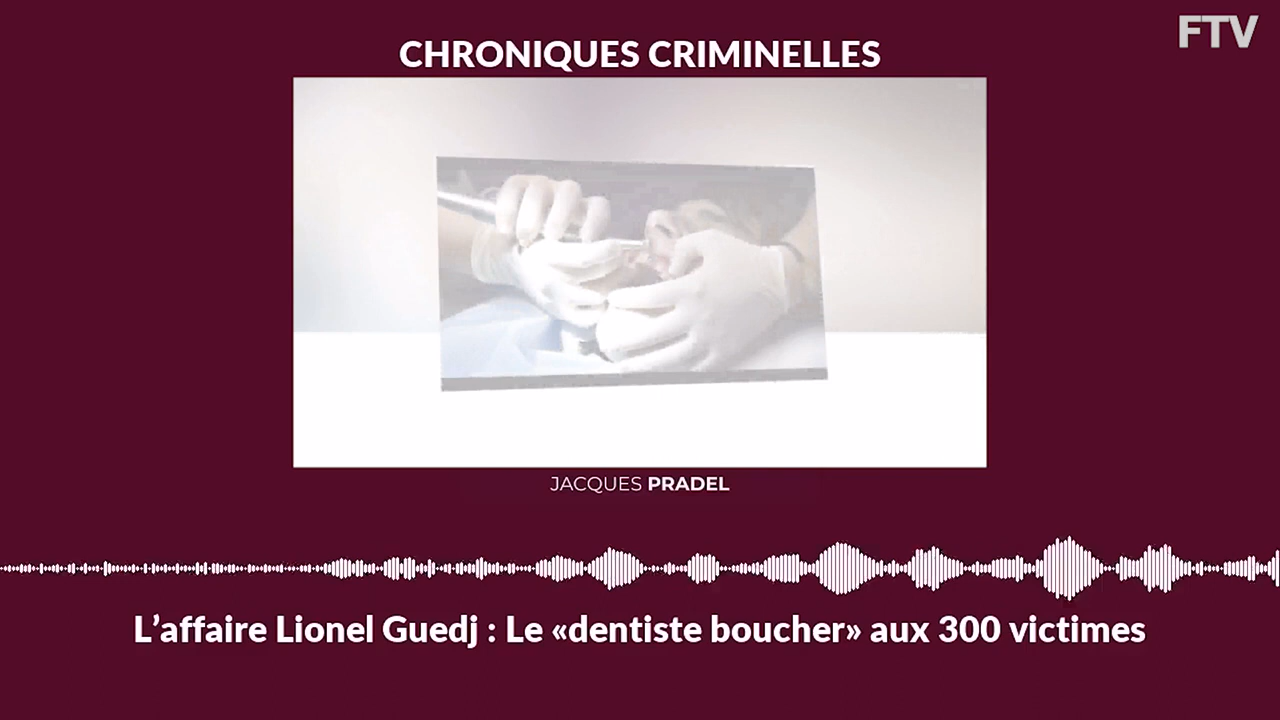 FTV
CHRONIQUES CRIMINELLES
JACQUES PRADEL
L’affaire Lionel Guedj : Le «dentiste boucher» aux 300 victimes